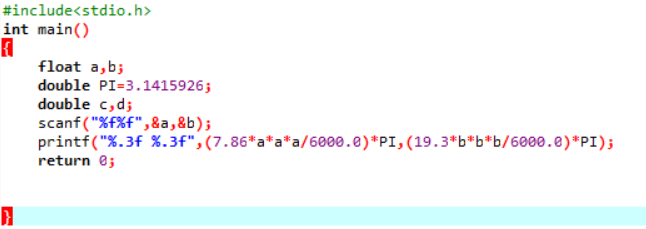 #include<stdio.h>
int main()
{
    float a,b;
    double PI=3.1415926;
    double c,d;
    scanf("%f%f",&a,&b);
    printf("%.3f %.3f",(7.86*a*a*a/6000.0)*PI,(19.3*b*b*b/6000.0)*PI);
    return 0;
}